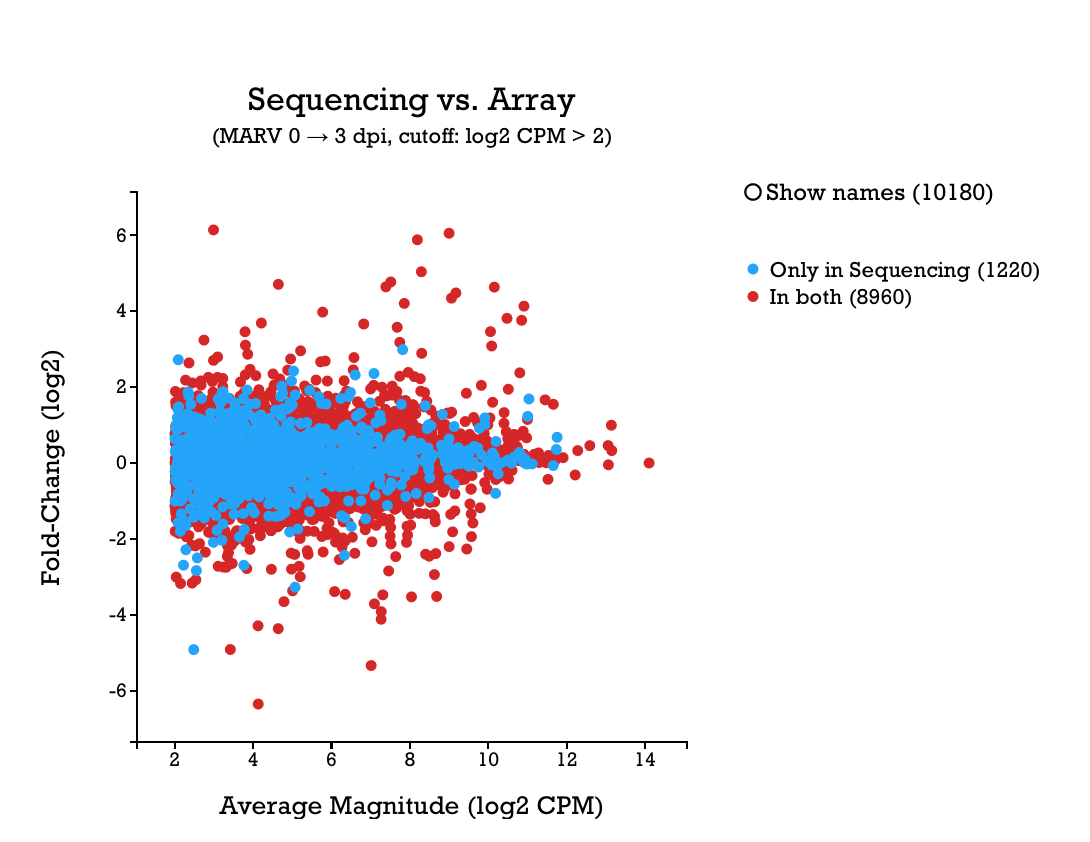 Sequencing vs. Array
(MARV 0 → 3 dpi, cutoff: log2 CPM > 2)
Show names (10180)
Only in Sequencing (1220)
In both (8960)
Fold-Change (log2)
6
4
2
0
-2
-4
-6
2 4 6 8 10 12 14
Average Magnitude (log2 CPM)